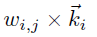 w_{i,j} × \vec{k}_i